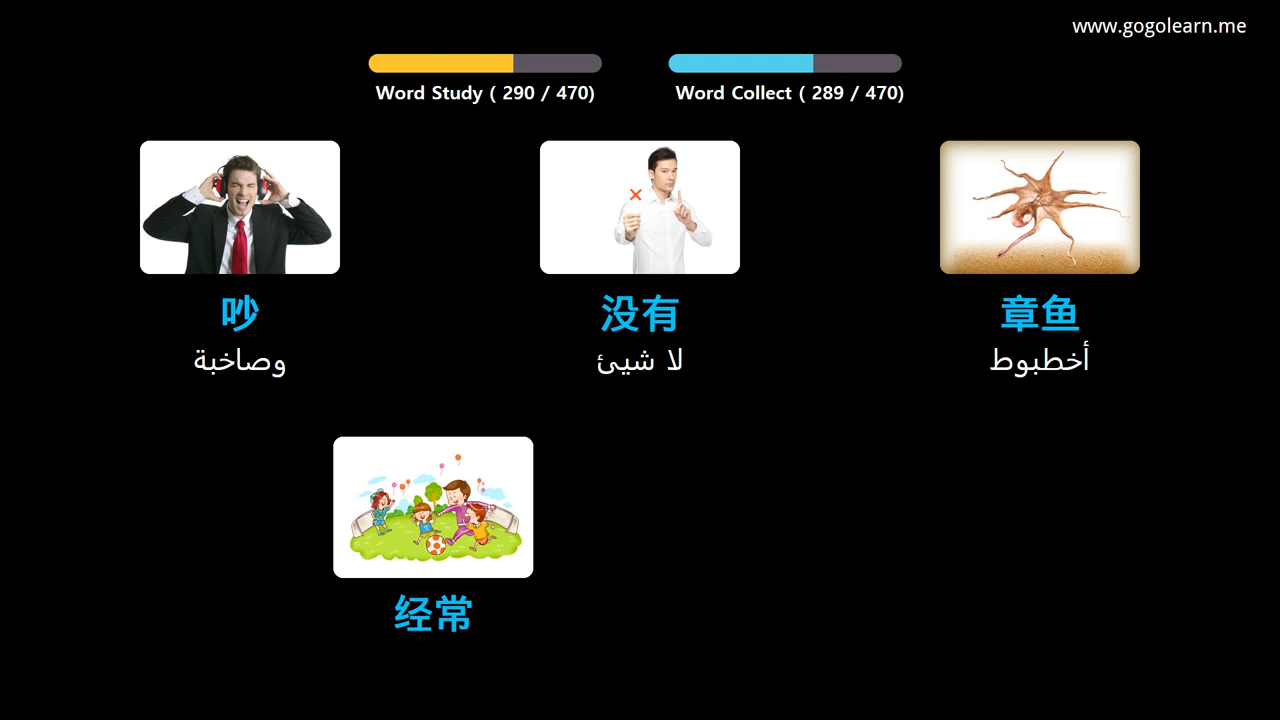 www.gogolearn.me
Word Study ( 290 / 470)
Word Collect ( 289 / 470)
吵
没有
章鱼
وصاخبة
لا شيئ
أخطبوط
经常